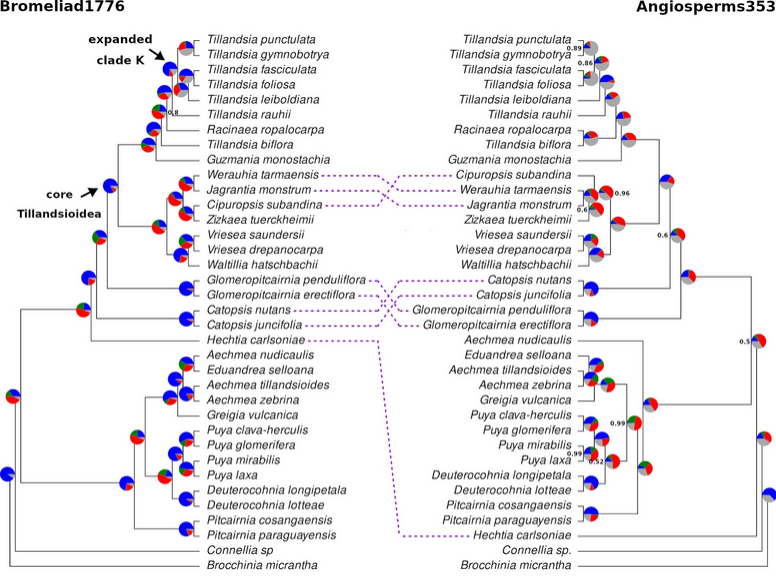 Bromeliad1776
Angiosperms353
expanded
clade K
core
Tillandsioidea
0.8
Tillandsia punctulata
Tillandsia gymnobotrya
Tillandsia fasciculata
Tillandsia foliosa
Tillandsia leiboldiana
Tillandsia rauhii
Racinaea ropalocarpa
Tillandsia biflora
Guzmania monostachia
Werauhia tarmaensis
Jagrantia monstrum
Cipuropsis subandina
Zizkaea tuerckheimii
Vriesea saundersii
Vriesea drepanocarpa
Waltillia hatschbachii
Glomeropitcairnia penduliflora
Glomeropitcairnia erectiflora
Catopsis nutans
Catopsis juncifolia
Hechtia carlsoniae
Aechmea nudicaulis
Eduandrea selloana
Aechmea tillandsioides
Aechmea zebrina
Greigia vulcanica
Puya clava-herculis
Puya glomerifera
Puya mirabilis
Puya laxa
Deuterocohnia longipetala
Deuterocohnia lotteae
Pitcairnia cosangaensis
Pitcairnia paraguayensis
Connellia sp
Brocchinia micrantha
Tillandsia punctulata
Tillandsia gymnobotrya
Tillandsia fasciculata
Tillandsia foliosa
Tillandsia leiboldiana
Tillandsia rauhii
Racinaea ropalocarpa
Tillandsia biflora
Guzmania monostachia
Cipuropsis subandina
Werauhia tarmaensis
Jagrantia monstrum
Zizkaea tuerckheimii
Vriesea saundersii
Vriesea drepanocarpa
Waltillia hatschbachii
Catopsis nutans
Catopsis juncifolia
Glomeropitcairnia penduliflora
Glomeropitcairnia erectiflora
Aechmea nudicaulis
Eduandrea selloana
Aechmea tillandsioides
Aechmea zebrina
Greigia vulcanica
Puya clava-herculis
Puya glomerifera
Puya mirabilis
Puya laxa
Deuterocohnia longipetala
Deuterocohnia lotteae
Pitcairnia cosangaensis
Pitcairnia paraguayensis
Hechtia carlsoniae
Connellia sp.
Brocchinia micrantha
0.89
0.86
0.96
0.6
0.6
0.5
0.99
0.99
0.52